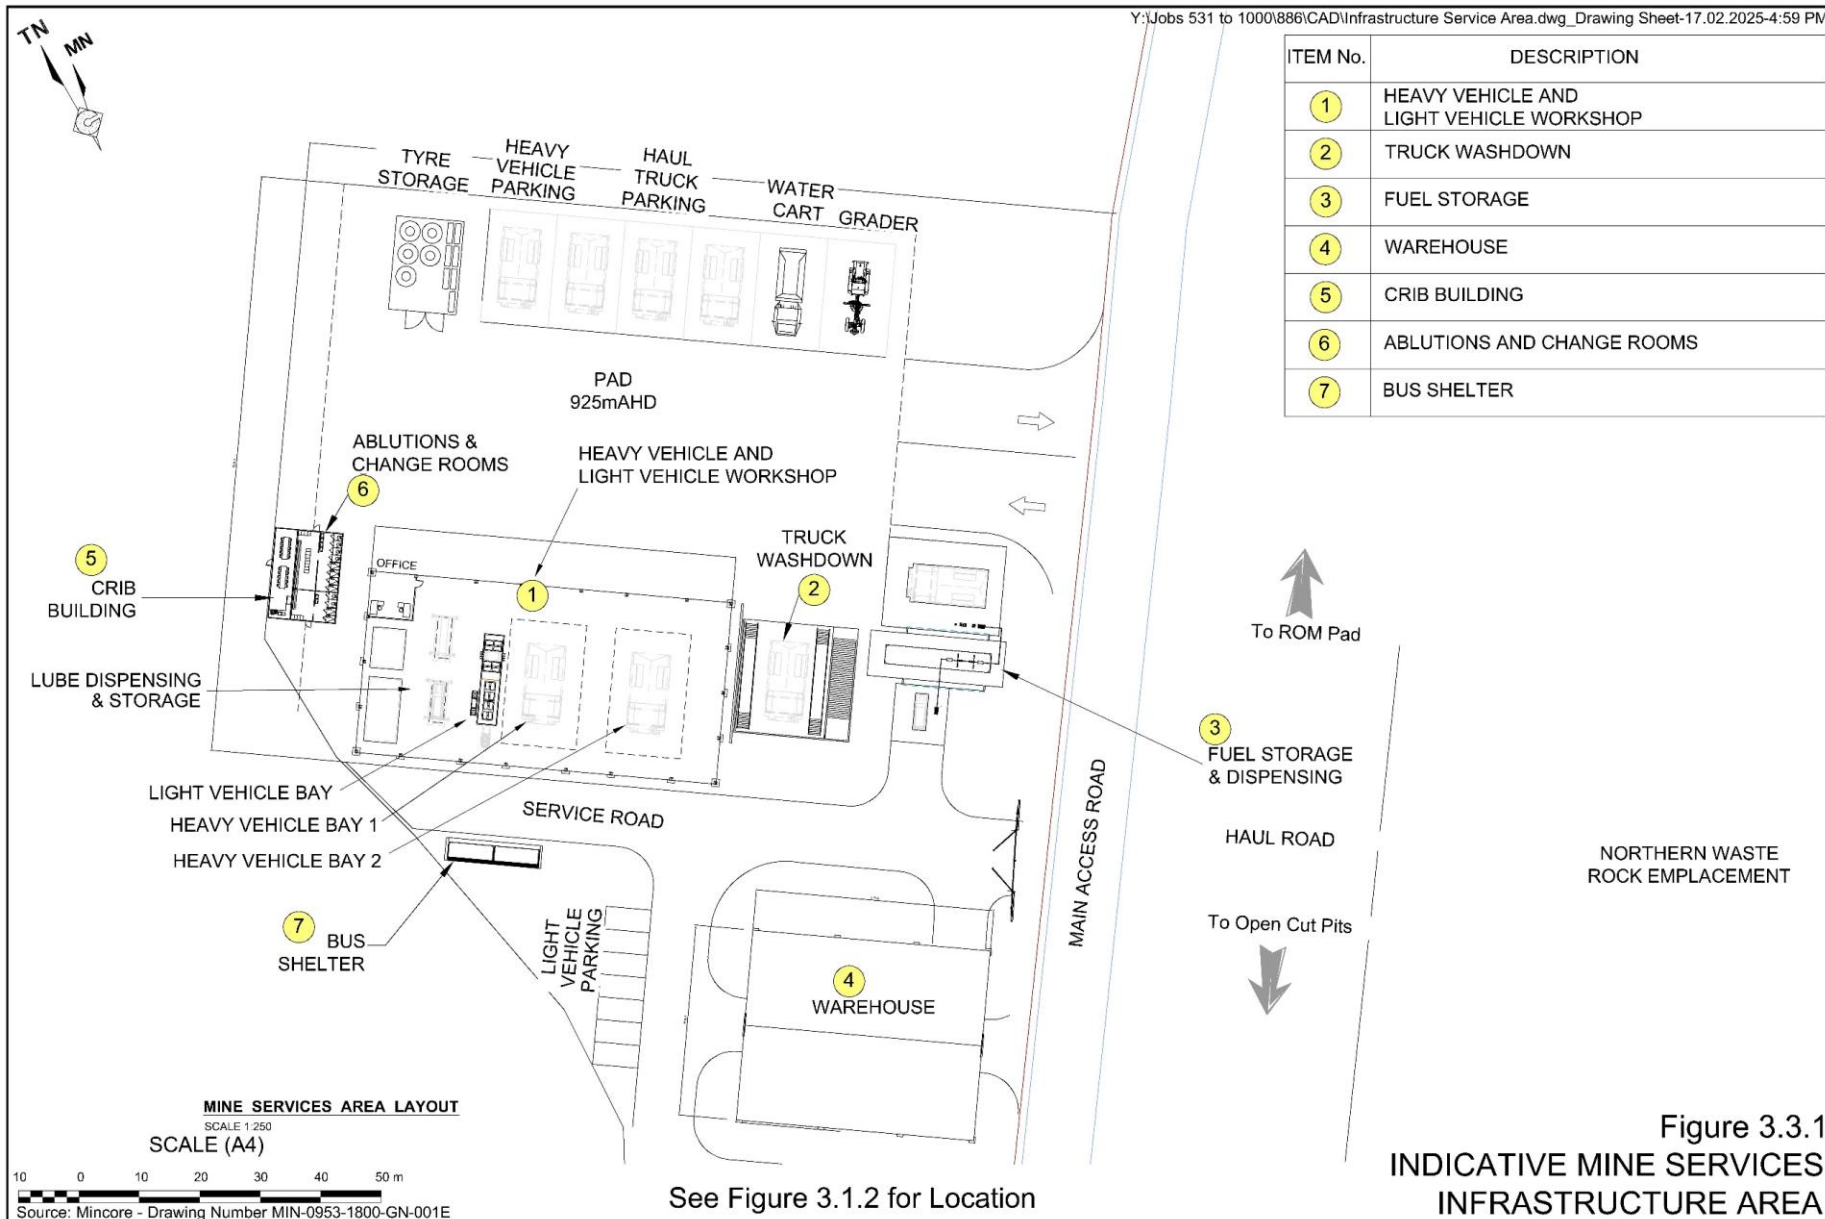 Y:\Jobs 531 to 1000\886\CAD\Infrastructure Service Area.dwg_Drawing Sheet-17.02.2025-4:59 PM
TN
MN
ITEM No.
DESCRIPTION
1
HEAVY VEHICLE AND
LIGHT VEHICLE WORKSHOP
2
TRUCK WASHDOWN
3
FUEL STORAGE
4
WAREHOUSE
5
CRIB BUILDING
6
ABLUTIONS AND CHANGE ROOMS
7
BUS SHELTER
TYRE
STORAGE
HEAVY
VEHICLE
PARKING
HAUL
TRUCK
PARKING
WATER
CART
GRADER
PAD
925mAHD
ABLUTIONS &
CHANGE ROOMS
6
HEAVY VEHICLE AND
LIGHT VEHICLE WORKSHOP
1
TRUCK
WASHDOWN
2
5
CRIB
BUILDING
OFFICE
LUBE DISPENSING
& STORAGE
LIGHT VEHICLE BAY
HEAVY VEHICLE BAY 1
HEAVY VEHICLE BAY 2
SERVICE ROAD
7
BUS
SHELTER
LIGHT
VEHICLE
PARKING
4
WAREHOUSE
MAIN ACCESS ROAD
3
FUEL STORAGE
& DISPENSING
To ROM Pad
HAUL ROAD
To Open Cut Pits
NORTHERN WASTE
ROCK EMPLACEMENT
MINE SERVICES AREA LAYOUT
SCALE 1:250
SCALE (A4)
10 0 10 20 30 40 50 m
Source: Mincore - Drawing Number MIN-0953-1800-GN-001E
See Figure 3.1.2 for Location
Figure 3.3.1
INDICATIVE MINE SERVICES
INFRASTRUCTURE AREA